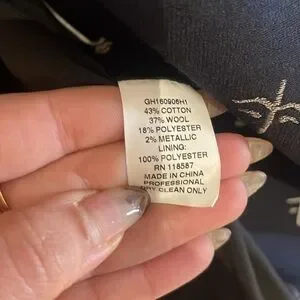 GH160906H1
43% COTTON
37% WOOL
18% POLYESTER
2% METALLIC
LINING:
100% POLYESTER
RN 118587
MADE IN CHINA
PROFESSIONAL
DRY CLEAN ONLY